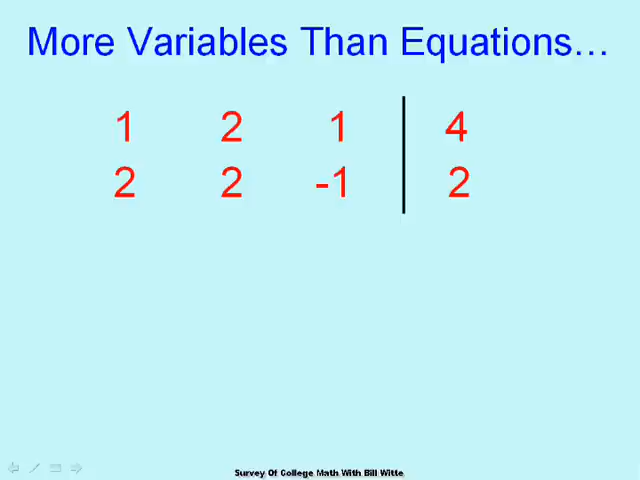 More Variables Than Equations...
1 2 1 4
2 2 -1 2
Survey Of College Math With Bill Witte